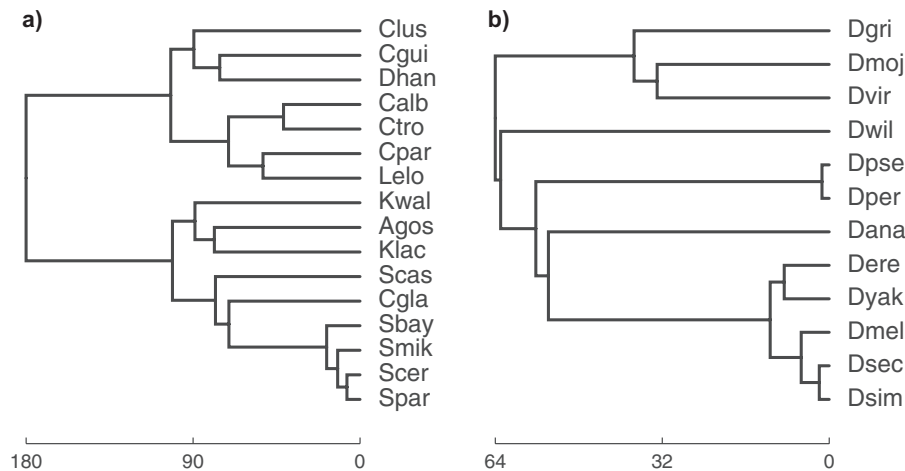 a)
Clus
Cgui
Dhan
Calb
Ctro
Cpar
Lelo
Kwal
Agos
Klac
Scas
Cgla
Sbay
Smik
Scer
Spar
180 90 0
b)
Dgri
Dmoj
Dvir
Dwil
Dpse
Dper
Dana
Dere
Dyak
Dmel
Dsec
Dsim
64 32 0